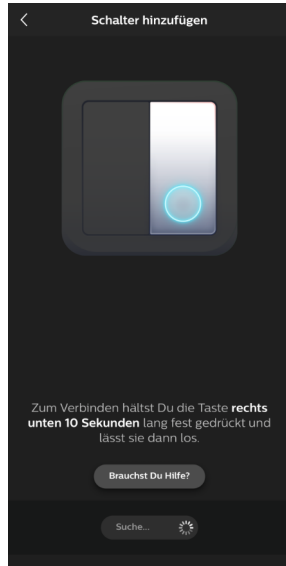 Schalter hinzufügen
Zum Verbinden hältst Du die Taste rechts
unten 10 Sekunden lang fest gedrückt und
lässt sie dann los.
Brauchst Du Hilfe?
Suche...